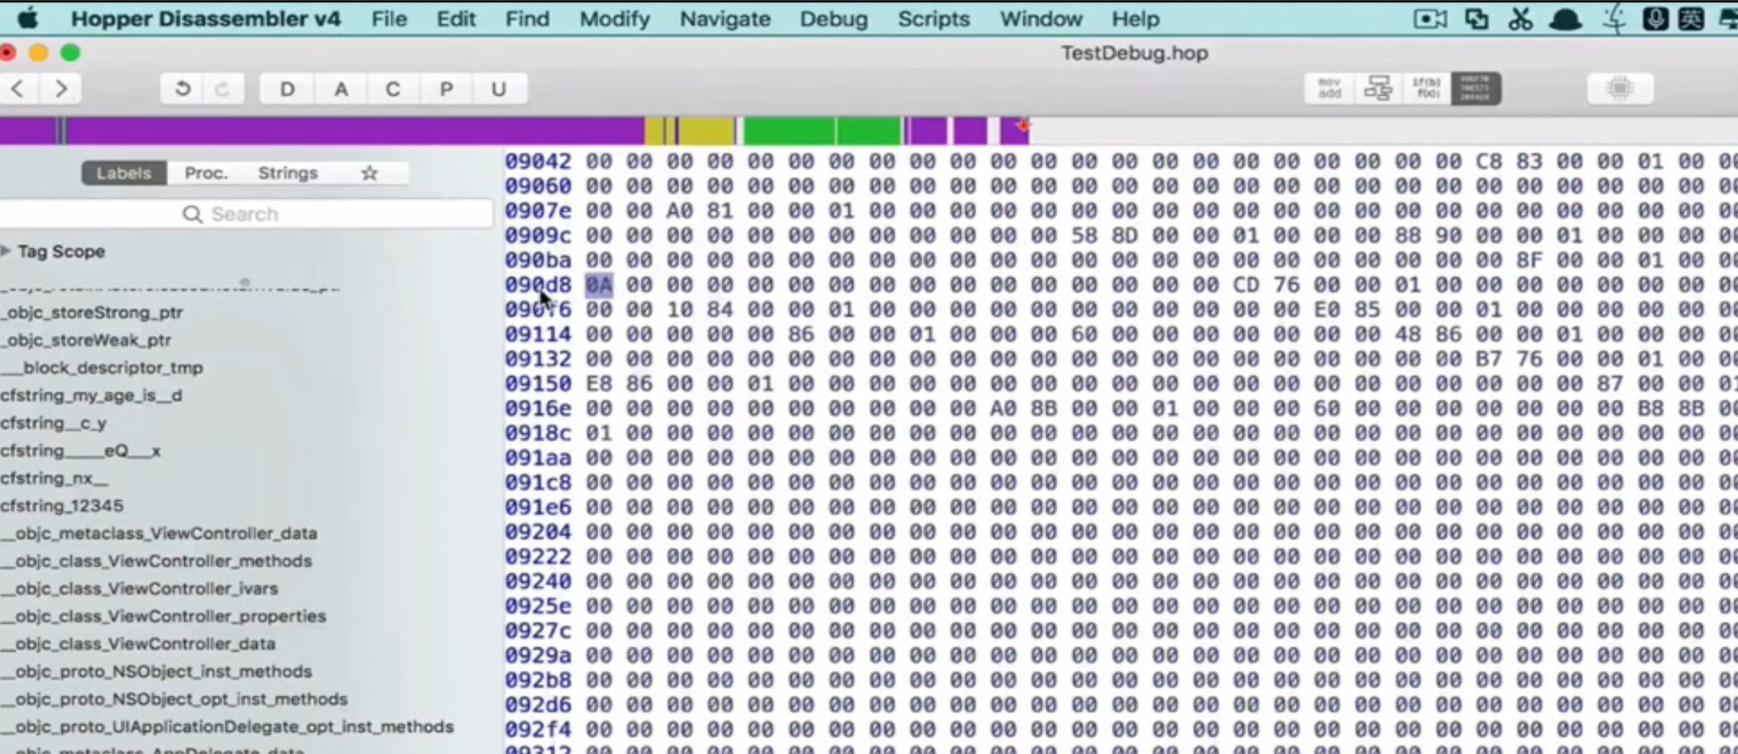 Hopper Disassembler v4 File Edit Find Modify Navigate Debug Scripts Window Help 英
TestDebug.hop
D A C P U
mov add
if(b) f(x);
Labels Proc. Strings
Search
Tag Scope
_objc_storeStrong_ptr
_objc_storeWeak_ptr
___block_descriptor_tmp
cfstring_my_age_is__d
cfstring__c_y
cfstring_____eQ___x
cfstring_nx__
cfstring_12345
__objc_metaclass_ViewController_data
__objc_class_ViewController_methods
__objc_class_ViewController_ivars
__objc_class_ViewController_properties
__objc_class_ViewController_data
__objc_proto_NSObject_inst_methods
__objc_proto_NSObject_opt_inst_methods
__objc_proto_UIApplicationDelegate_opt_inst_methods
__objc_metaclass_AppDelegate_data
09042 00 00 00 00 00 00 00 00 00 00 00 00 00 00 00 00 00 00 00 00 00 00 C8 83 00 00 01 00
09060 00 00 00 00 00 00 00 00 00 00 00 00 00 00 00 00 00 00 00 00 00 00 00 00 00 00 00 00
0907e 00 00 A0 81 00 00 01 00 00 00 00 00 00 00 00 00 00 00 00 00 00 00 00 00 00 00 00 00
0909c 00 00 00 00 00 00 00 00 00 00 00 00 58 8D 00 00 01 00 00 00 88 90 00 00 01 00 00 00
090ba 00 00 00 00 00 00 00 00 00 00 00 00 00 00 00 00 00 00 00 00 00 00 00 8F 00 00 01 00
090d8 0A 00 00 00 00 00 00 00 00 00 00 00 00 00 00 00 CD 76 00 00 01 00 00 00 00 00 00 00
090f6 00 00 10 84 00 00 01 00 00 00 00 00 00 00 00 00 00 00 E0 85 00 00 01 00 00 00 00 00
09114 00 00 00 00 00 86 00 00 01 00 00 00 60 00 00 00 00 00 00 00 48 86 00 00 01 00 00 00
09132 00 00 00 00 00 00 00 00 00 00 00 00 00 00 00 00 00 00 00 00 00 00 B7 76 00 00 01 00
09150 E8 86 00 00 01 00 00 00 00 00 00 00 00 00 00 00 00 00 00 00 00 00 00 00 00 87 00 00
0916e 00 00 00 00 00 00 00 00 00 00 A0 8B 00 00 01 00 00 00 60 00 00 00 00 00 00 00 B8 8B
0918c 01 00 00 00 00 00 00 00 00 00 00 00 00 00 00 00 00 00 00 00 00 00 00 00 00 00 00 00
091aa 00 00 00 00 00 00 00 00 00 00 00 00 00 00 00 00 00 00 00 00 00 00 00 00 00 00 00 00
091c8 00 00 00 00 00 00 00 00 00 00 00 00 00 00 00 00 00 00 00 00 00 00 00 00 00 00 00 00
091e6 00 00 00 00 00 00 00 00 00 00 00 00 00 00 00 00 00 00 00 00 00 00 00 00 00 00 00 00
09204 00 00 00 00 00 00 00 00 00 00 00 00 00 00 00 00 00 00 00 00 00 00 00 00 00 00 00 00
09222 00 00 00 00 00 00 00 00 00 00 00 00 00 00 00 00 00 00 00 00 00 00 00 00 00 00 00 00
09240 00 00 00 00 00 00 00 00 00 00 00 00 00 00 00 00 00 00 00 00 00 00 00 00 00 00 00 00
0925e 00 00 00 00 00 00 00 00 00 00 00 00 00 00 00 00 00 00 00 00 00 00 00 00 00 00 00 00
0927c 00 00 00 00 00 00 00 00 00 00 00 00 00 00 00 00 00 00 00 00 00 00 00 00 00 00 00 00
0929a 00 00 00 00 00 00 00 00 00 00 00 00 00 00 00 00 00 00 00 00 00 00 00 00 00 00 00 00
092b8 00 00 00 00 00 00 00 00 00 00 00 00 00 00 00 00 00 00 00 00 00 00 00 00 00 00 00 00
092d6 00 00 00 00 00 00 00 00 00 00 00 00 00 00 00 00 00 00 00 00 00 00 00 00 00 00 00 00
092f4 00 00 00 00 00 00 00 00 00 00 00 00 00 00 00 00 00 00 00 00 00 00 00 00 00 00 00 00